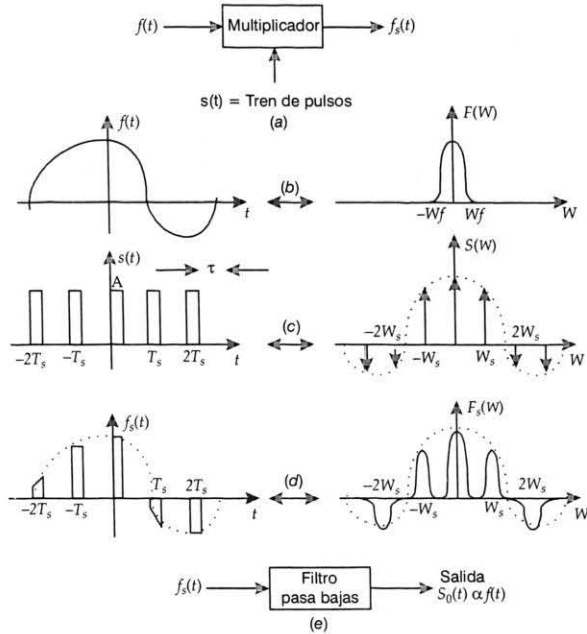 f(t) Multiplicador f_s(t)
s(t) = Tren de pulsos
(a)
f(t) F(W)
t (b) −Wf Wf W
s(t) τ S(W)
A
−2T_s −T_s T_s 2T_s t (c) −2W_s −W_s W_s 2W_s W
f_s(t) F_s(W)
−2T_s −T_s T_s 2T_s t (d) −2W_s −W_s W_s 2W_s W
f_s(t) Filtro pasa bajas Salida
S_0(t) α f(t)
(e)